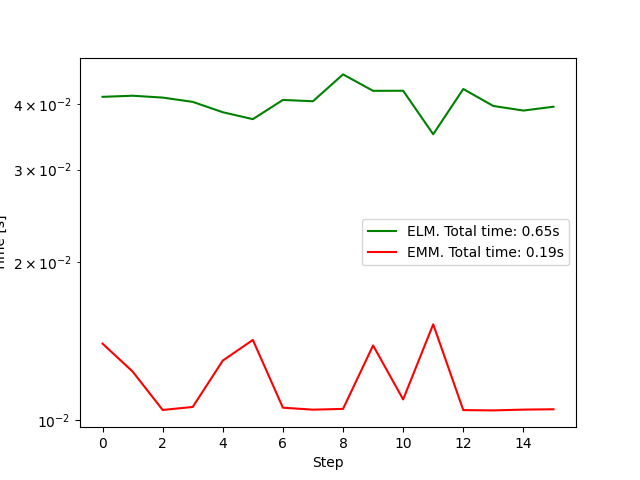 4 × 10⁻²
3 × 10⁻²
2 × 10⁻²
10⁻²
ELM. Total time: 0.65s
EMM. Total time: 0.19s
0 2 4 6 8 10 12 14
Step